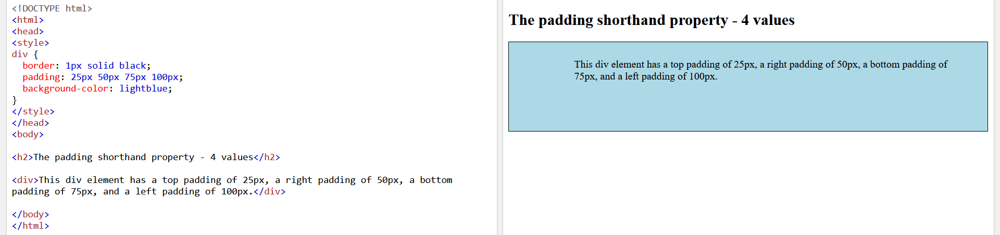 <!DOCTYPE html>
<html>
<head>
<style>
div {
  border: 1px solid black;
  padding: 25px 50px 75px 100px;
  background-color: lightblue;
}
</style>
</head>
<body>
<h2>The padding shorthand property - 4 values</h2>
<div>This div element has a top padding of 25px, a right padding of 50px, a bottom
padding of 75px, and a left padding of 100px.</div>
</body>
</html>
The padding shorthand property - 4 values
This div element has a top padding of 25px, a right padding of 50px, a bottom padding of
75px, and a left padding of 100px.